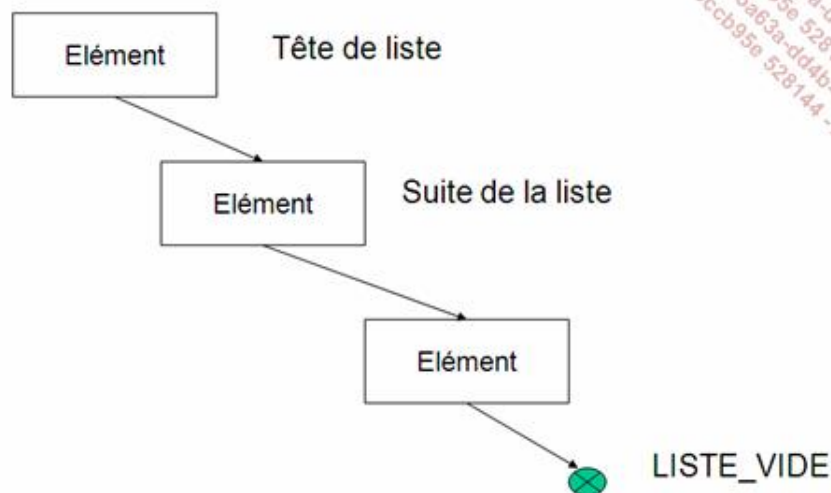 Elément
Tête de liste
Elément
Suite de la liste
Elément
LISTE_VIDE